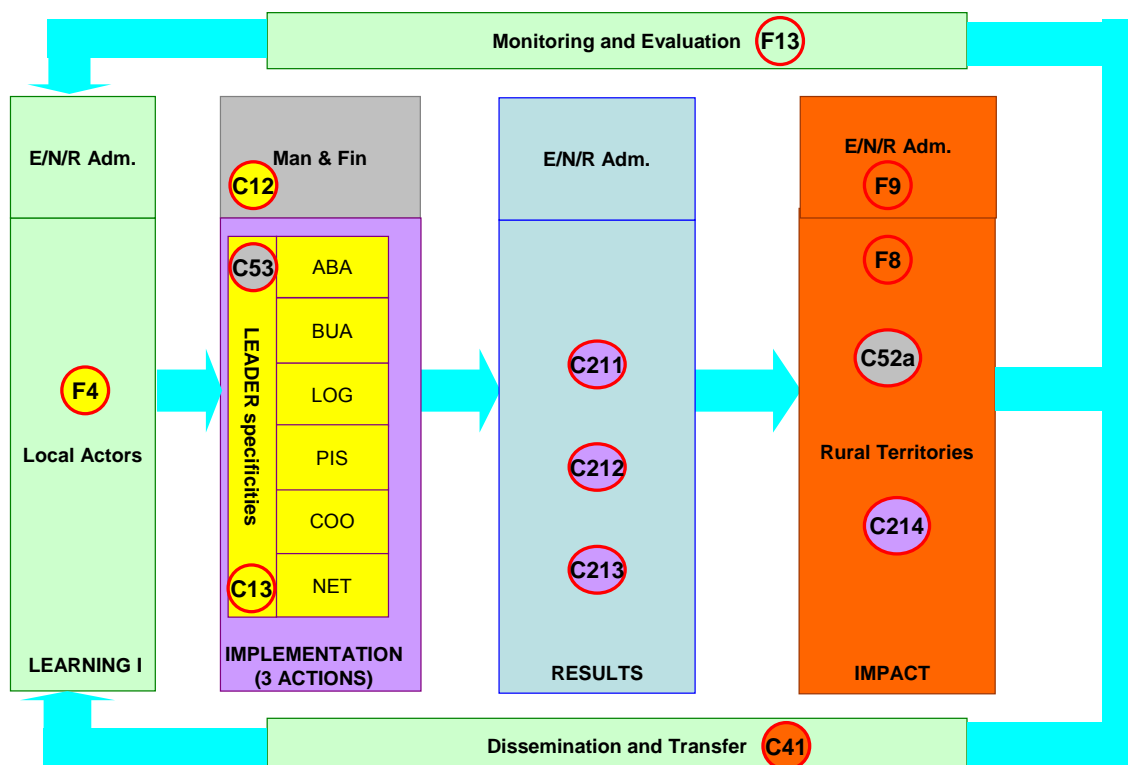 Monitoring and Evaluation F13
E/N/R Adm.
F4
Local Actors
LEARNING I
Man & Fin
C12
C53
LEADER specificities
C13
ABA
BUA
LOG
PIS
COO
NET
IMPLEMENTATION
(3 ACTIONS)
E/N/R Adm.
C211
C212
C213
RESULTS
E/N/R Adm.
F9
F8
C52a
Rural Territories
C214
IMPACT
Dissemination and Transfer C41